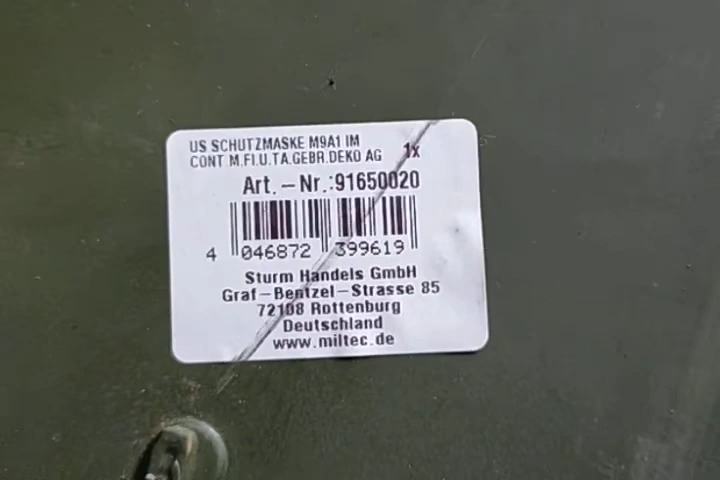 US SCHUTZMASKE M9A1 IM
CONT M.FI.U.TA.GEBR.DEKO AG 1x
Art.-Nr.:91650020
4 046872 399619
Sturm Handels GmbH
Graf-Bentzel-Strasse 85
72108 Rottenburg
Deutschland
www.miltec.de